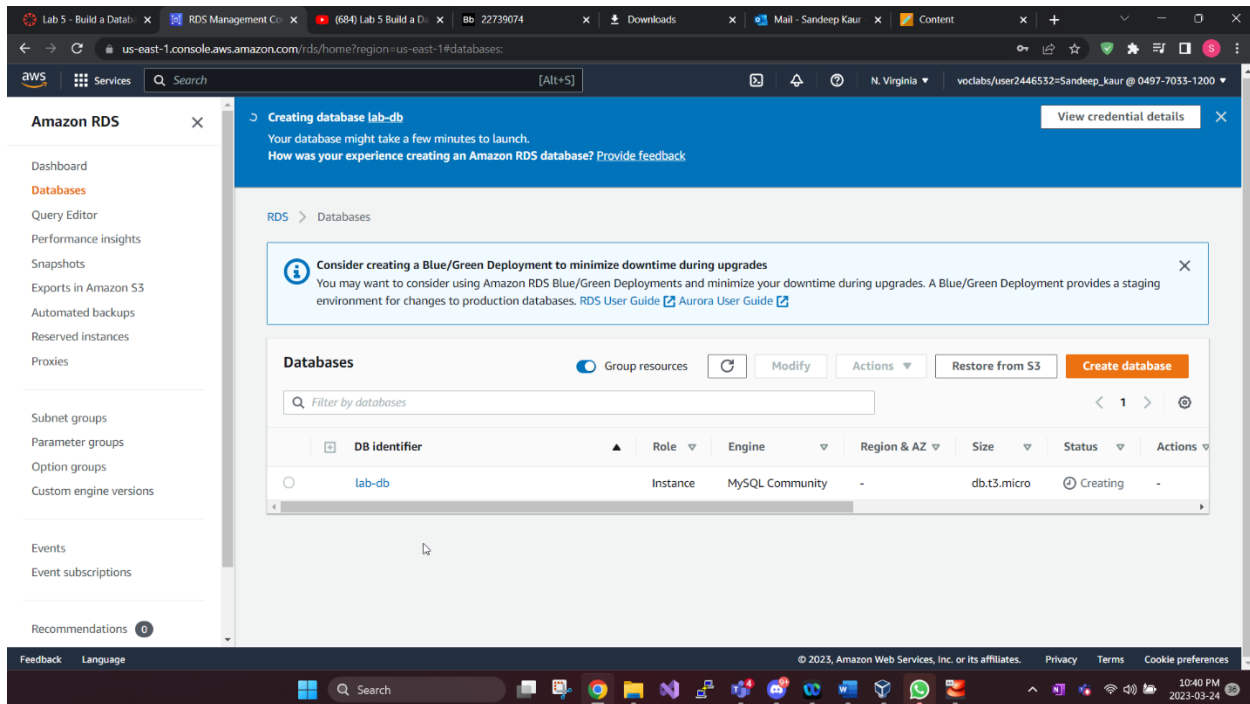 Lab 5 - Build a Datab
RDS Management Co
(684) Lab 5 Build a Da
Bb 22739074
Downloads
Mail - Sandeep Kaur
Content
us-east-1.console.aws.amazon.com/rds/home?region=us-east-1#databases:
S
aws
Services
Search
[Alt+S]
N. Virginia ▼
voclabs/user2446532=Sandeep_kaur @ 0497-7033-1200 ▼
Amazon RDS
Dashboard
Databases
Query Editor
Performance insights
Snapshots
Exports in Amazon S3
Automated backups
Reserved instances
Proxies
Subnet groups
Parameter groups
Option groups
Custom engine versions
Events
Event subscriptions
Recommendations 0
Creating database lab-db
Your database might take a few minutes to launch.
How was your experience creating an Amazon RDS database? Provide feedback
View credential details
RDS > Databases
Consider creating a Blue/Green Deployment to minimize downtime during upgrades
You may want to consider using Amazon RDS Blue/Green Deployments and minimize your downtime during upgrades. A Blue/Green Deployment provides a staging
environment for changes to production databases. RDS User Guide Aurora User Guide
Databases
Group resources
Modify
Actions ▼
Restore from S3
Create database
Filter by databases
1
DB identifier Role Engine Region & AZ Size Status Actions
lab-db Instance MySQL Community - db.t3.micro Creating -
Feedback Language
© 2023, Amazon Web Services, Inc. or its affiliates. Privacy Terms Cookie preferences
Search
10:40 PM
2023-03-24
36